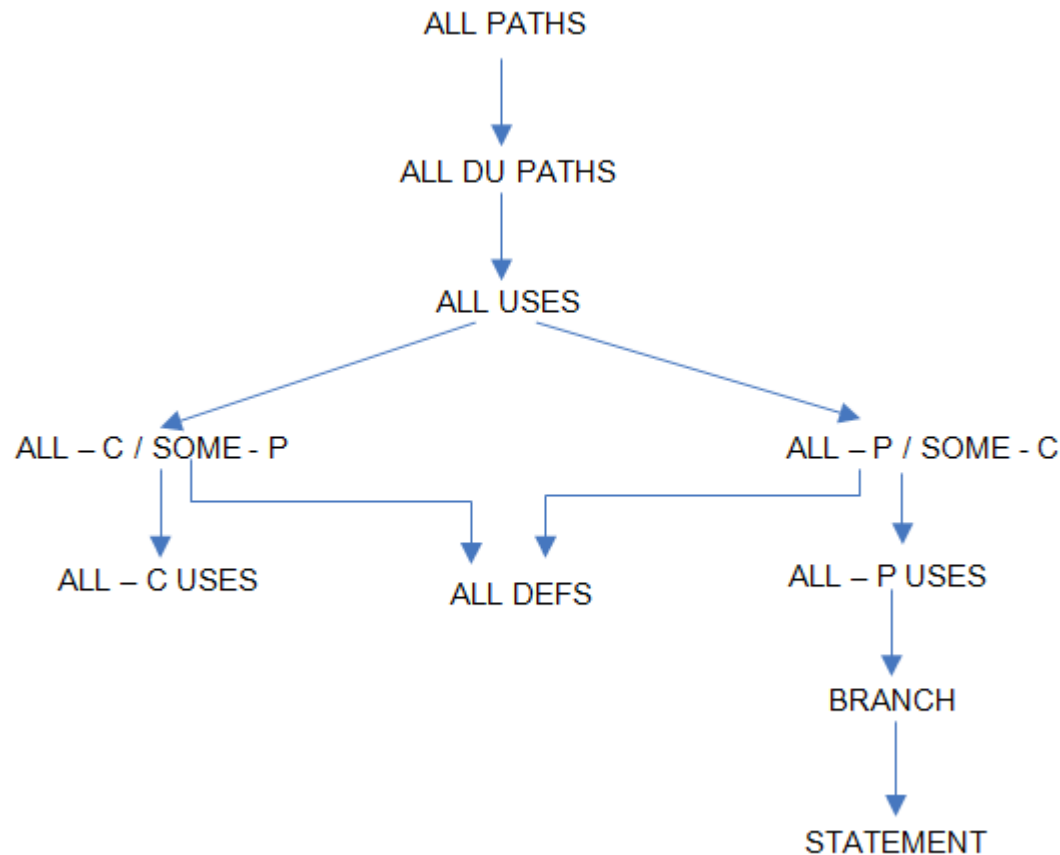 ALL PATHS
ALL DU PATHS
ALL USES
ALL – C / SOME - P
ALL – P / SOME - C
ALL – C USES
ALL DEFS
ALL – P USES
BRANCH
STATEMENT